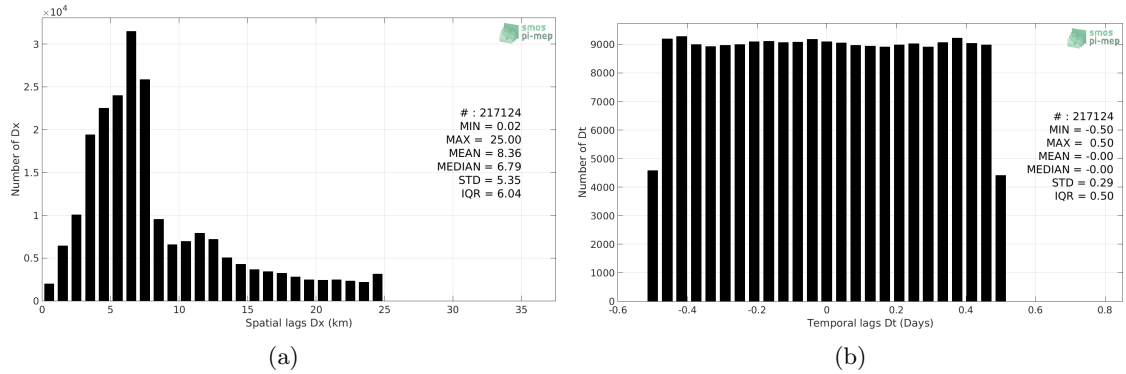 ×10⁴
3
2.5
2
1.5
1
0.5
0
Number of Dx
smos
pi-mep
# : 217124
MIN = 0.02
MAX = 25.00
MEAN = 8.36
MEDIAN = 6.79
STD = 5.35
IQR = 6.04
0 5 10 15 20 25 30 35
Spatial lags Dx (km)
(a)
9000
8000
7000
6000
5000
4000
3000
2000
1000
0
Number of Dt
smos
pi-mep
# : 217124
MIN = -0.50
MAX = 0.50
MEAN = -0.00
MEDIAN = -0.00
STD = 0.29
IQR = 0.50
-0.6 -0.4 -0.2 0 0.2 0.4 0.6 0.8
Temporal lags Dt (Days)
(b)